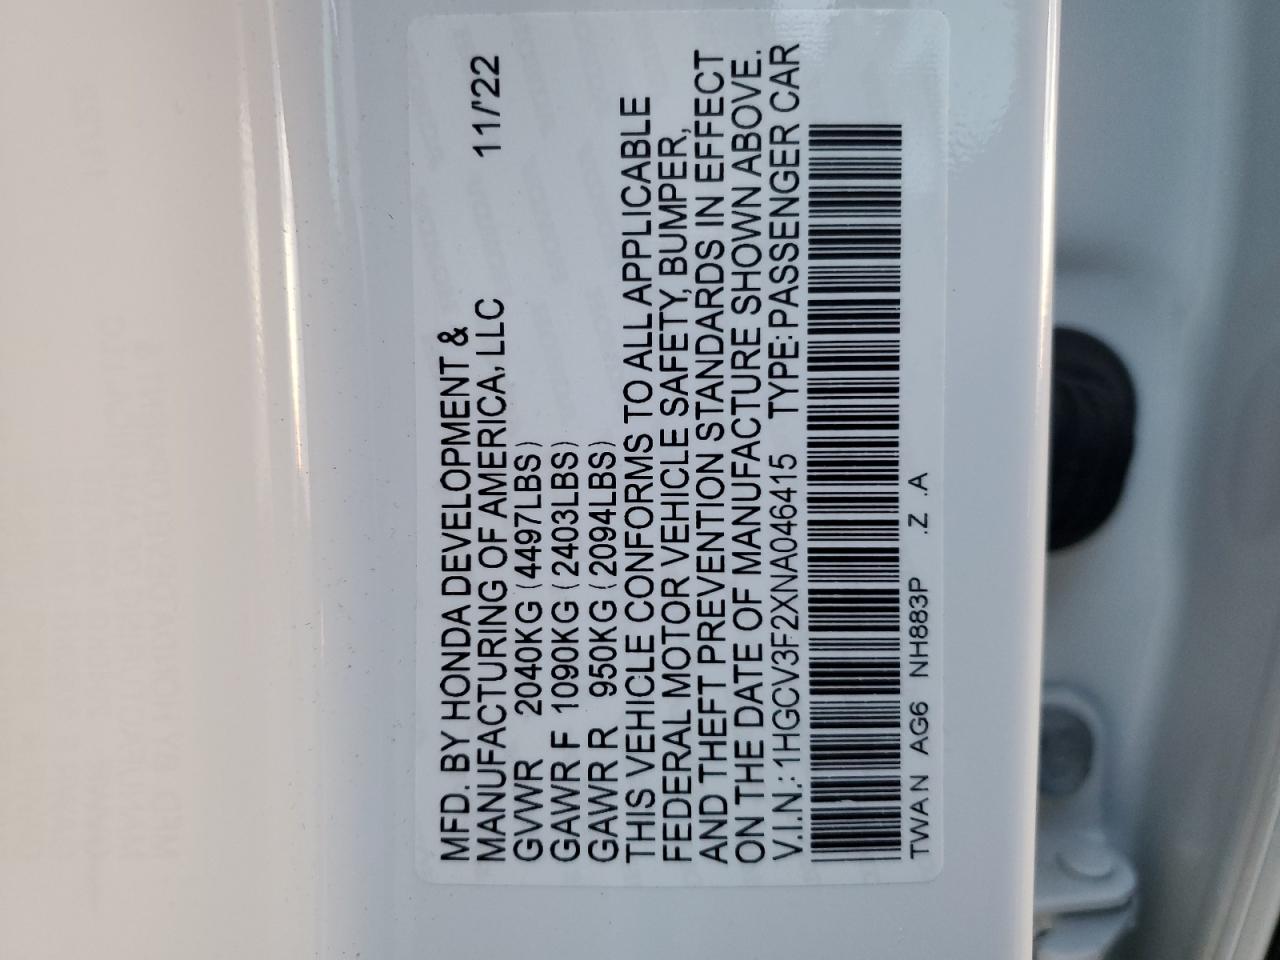 MFD. BY HONDA DEVELOPMENT &
MANUFACTURING OF AMERICA, LLC 11/'22
GVWR 2040KG (4497LBS)
GAWR F 1090KG (2403LBS)
GAWR R 950KG (2094LBS)
THIS VEHICLE CONFORMS TO ALL APPLICABLE
FEDERAL MOTOR VEHICLE SAFETY, BUMPER,
AND THEFT PREVENTION STANDARDS IN EFFECT
ON THE DATE OF MANUFACTURE SHOWN ABOVE.
V.I.N.: 1HGCV3F2XNA046415 TYPE: PASSENGER CAR
TWAN AG6 NH883P .Z .A